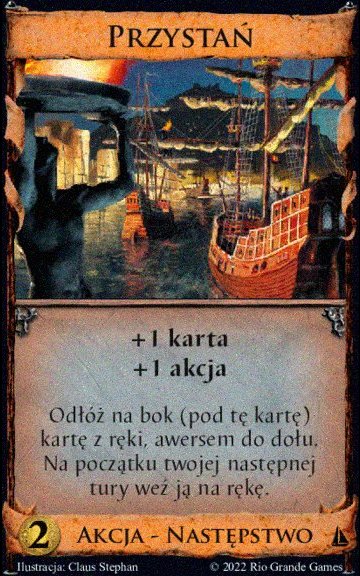 Przystań
+1 karta
+1 akcja
Odłóż na bok (pod tę kartę)
kartę z ręki, awersem do dołu.
Na początku twojej następnej
tury weź ją na rękę.
2 Akcja - Następstwo
Ilustracja: Claus Stephan © 2022 Rio Grande Games